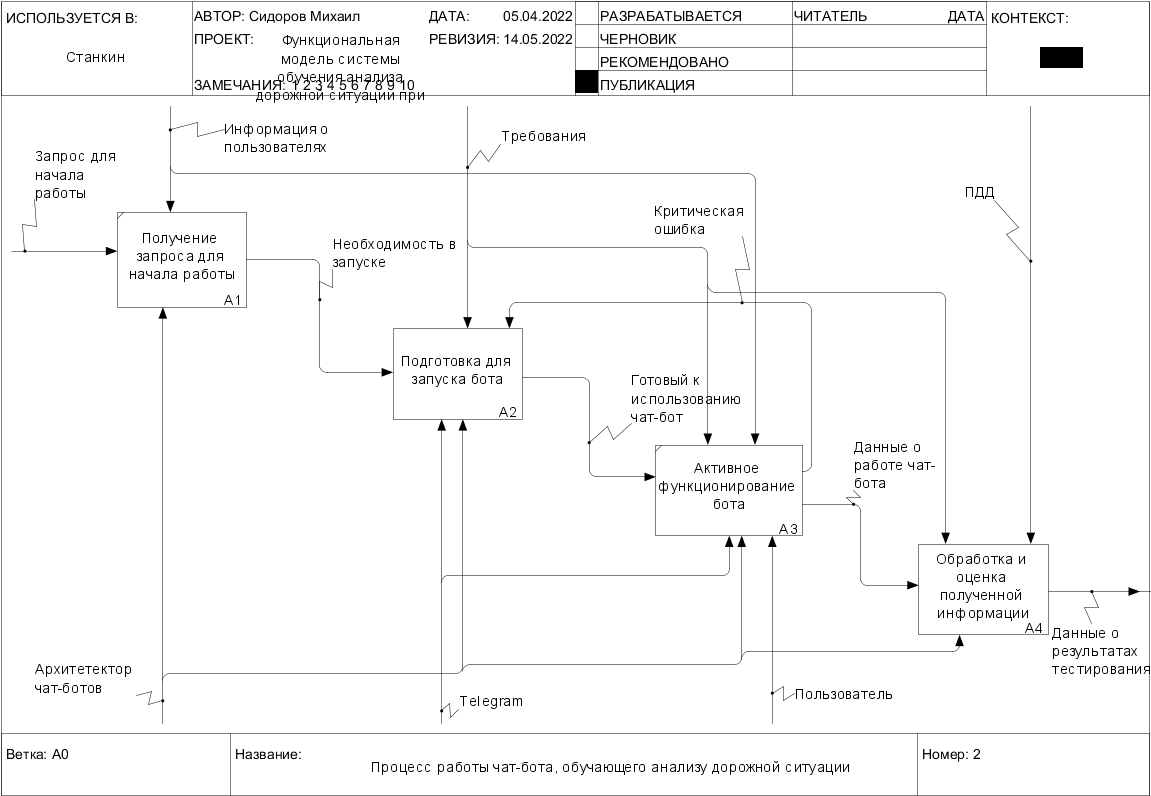 ИСПОЛЬЗУЕТСЯ В:
Станкин
АВТОР: Сидоров Михаил
ДАТА: 05.04.2022
ПРОЕКТ: Функциональная
модель системы
обучения анализа
дорожной ситуации при
РЕВИЗИЯ: 14.05.2022
ЗАМЕЧАНИЯ: 1 2 3 4 5 6 7 8 9 10
РАЗРАБАТЫВАЕТСЯ
ЧЕРНОВИК
РЕКОМЕНДОВАНО
ПУБЛИКАЦИЯ
ЧИТАТЕЛЬ ДАТА
КОНТЕКСТ:
Информация о
пользователях
Требования
Запрос для
начала
работы
ПДД
Критическая
ошибка
Получение
запроса для
начала работы
A1
Необходимость в
запуске
Подготовка для
запуска бота
A2
Готовый к
использованию
чат-бот
Активное
функционирование
бота
A3
Данные о
работе чат-
бота
Обработка и
оценка
полученной
информации
A4
Данные о
результатах
тестирования
Архитетектор
чат-ботов
Telegram
Пользователь
Ветка: A0
Название:
Процесс работы чат-бота, обучающего анализу дорожной ситуации
Номер: 2